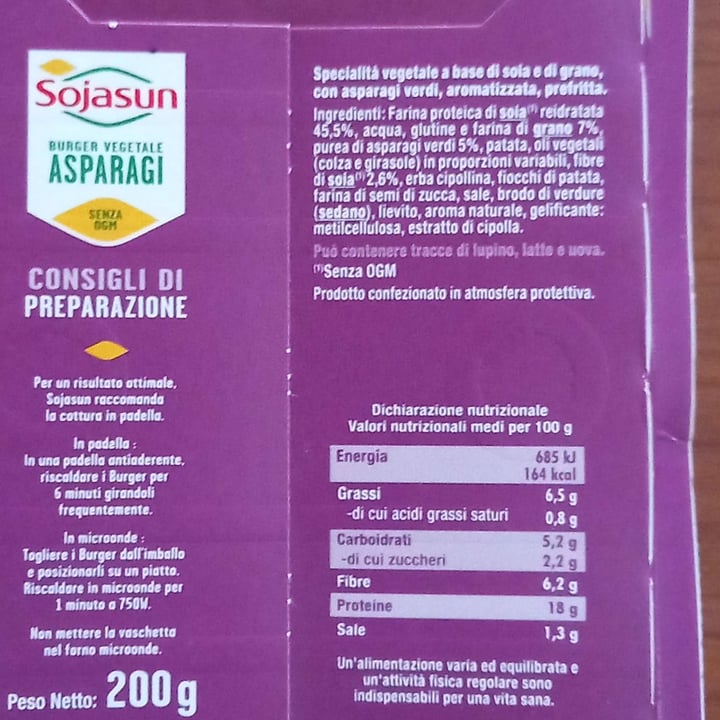 Sojasun
BURGER VEGETALE
ASPARAGI
SENZA
OGM
CONSIGLI DI
PREPARAZIONE
Per un risultato ottimale,
Sojasun raccomanda
la cottura in padella.
In padella :
In una padella antiaderente,
riscaldare i Burger per
6 minuti girandoli
frequentemente.
In microonde :
Togliere i Burger dall'imballo
e posizionarli su un piatto.
Riscaldare in microonde per
1 minuto a 750W.
Non mettere la vaschetta
nel forno microonde.
Peso Netto: 200g
Specialità vegetale a base di soia e di grano,
con asparagi verdi, aromatizzata, prefritta.
Ingredienti: Farina proteica di soia(1) reidratata
45,5%, acqua, glutine e farina di grano 7%,
purea di asparagi verdi 5%, patata, oli vegetali
(colza e girasole) in proporzioni variabili, fibre
di soia(1) 2,6%, erba cipollina, fiocchi di patata,
farina di semi di zucca, sale, brodo di verdure
(sedano), lievito, aroma naturale, gelificante:
metilcellulosa, estratto di cipolla.
Può contenere tracce di lupino, latte e uova.
(1)Senza OGM
Prodotto confezionato in atmosfera protettiva.
Dichiarazione nutrizionale
Valori nutrizionali medi per 100 g
Energia 685 kJ
164 kcal
Grassi 6,5 g
-di cui acidi grassi saturi 0,8 g
Carboidrati 5,2 g
-di cui zuccheri 2,2 g
Fibre 6,2 g
Proteine 18 g
Sale 1,3 g
Un'alimentazione varia ed equilibrata e
un'attività fisica regolare sono
indispensabili per una vita sana.